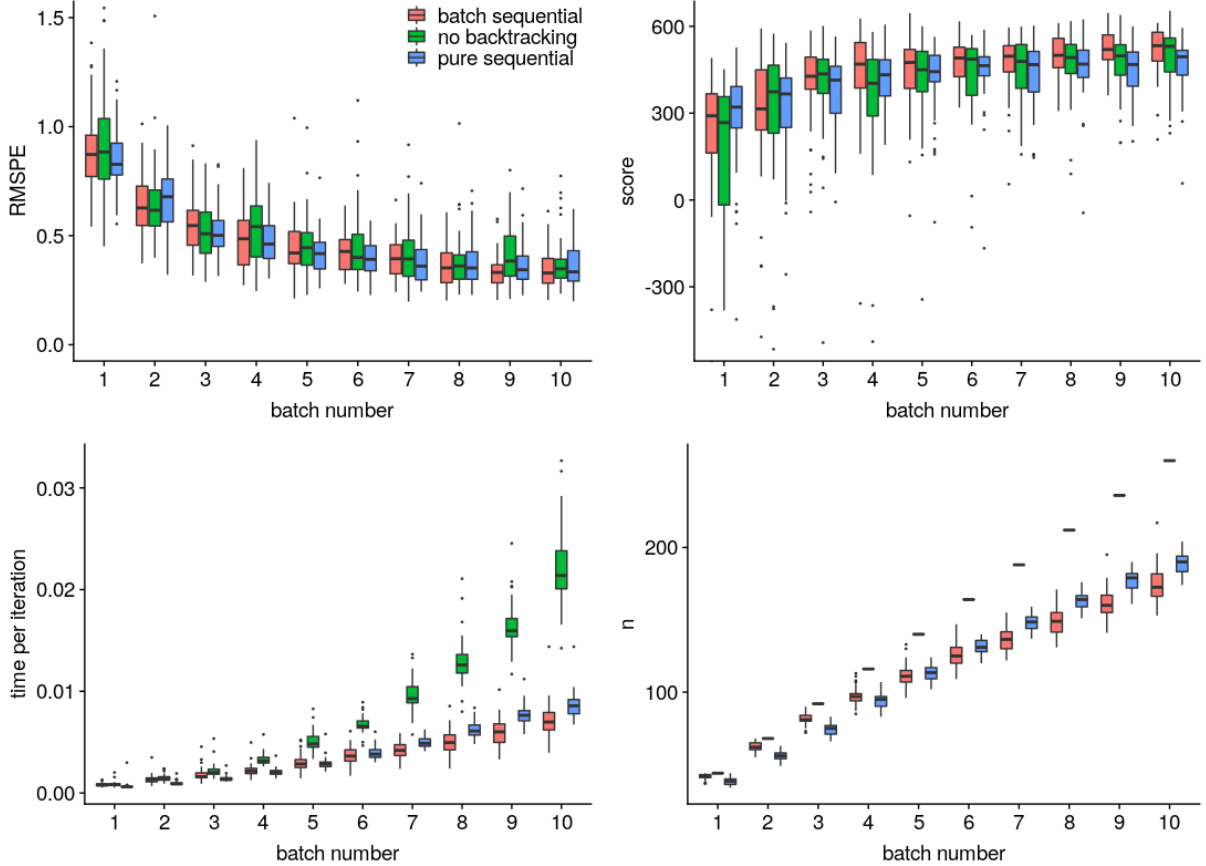 batch sequential
no backtracking
pure sequential
1.5
1.0
0.5
0.0
RMSPE
1 2 3 4 5 6 7 8 9 10
batch number
600
300
0
-300
score
1 2 3 4 5 6 7 8 9 10
batch number
0.03
0.02
0.01
0.00
time per iteration
1 2 3 4 5 6 7 8 9 10
batch number
200
100
n
1 2 3 4 5 6 7 8 9 10
batch number